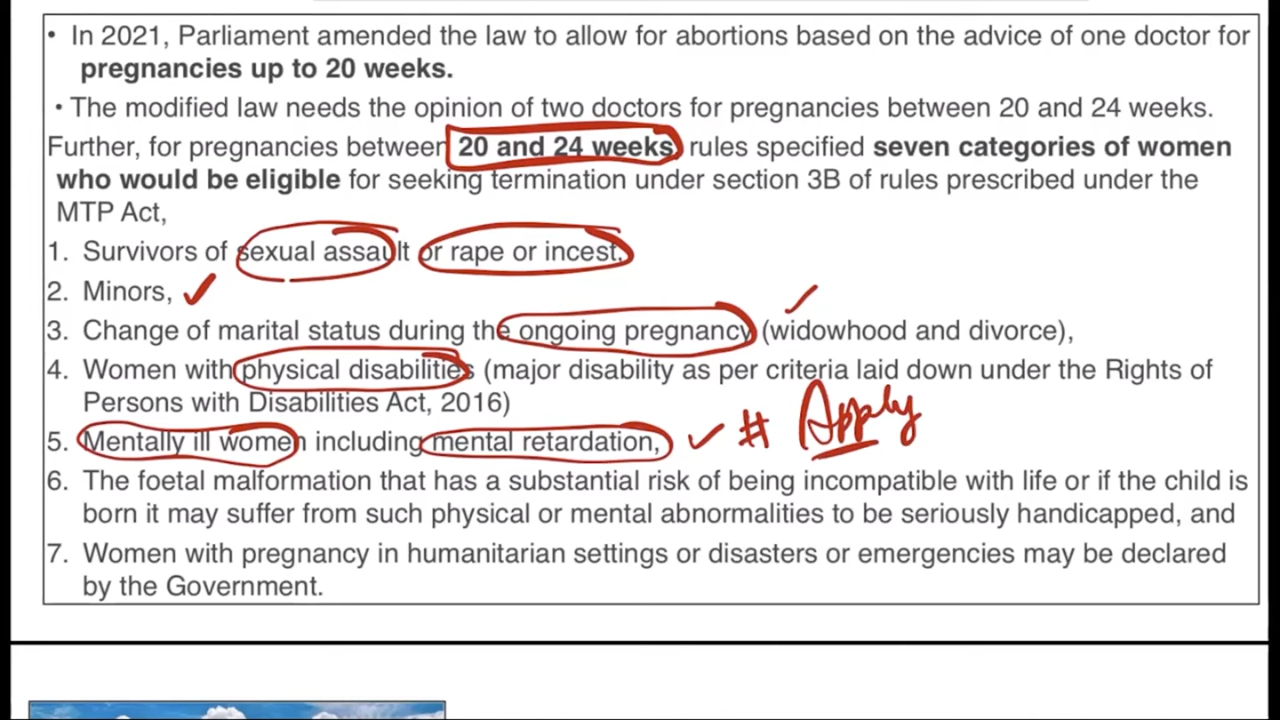 • In 2021, Parliament amended the law to allow for abortions based on the advice of one doctor for
pregnancies up to 20 weeks.
• The modified law needs the opinion of two doctors for pregnancies between 20 and 24 weeks.
Further, for pregnancies between 20 and 24 weeks, rules specified seven categories of women
who would be eligible for seeking termination under section 3B of rules prescribed under the
MTP Act,
1. Survivors of sexual assault or rape or incest,
2. Minors,
3. Change of marital status during the ongoing pregnancy (widowhood and divorce),
4. Women with physical disabilities (major disability as per criteria laid down under the Rights of
Persons with Disabilities Act, 2016)
5. Mentally ill women including mental retardation, # Apply
6. The foetal malformation that has a substantial risk of being incompatible with life or if the child is
born it may suffer from such physical or mental abnormalities to be seriously handicapped, and
7. Women with pregnancy in humanitarian settings or disasters or emergencies may be declared
by the Government.